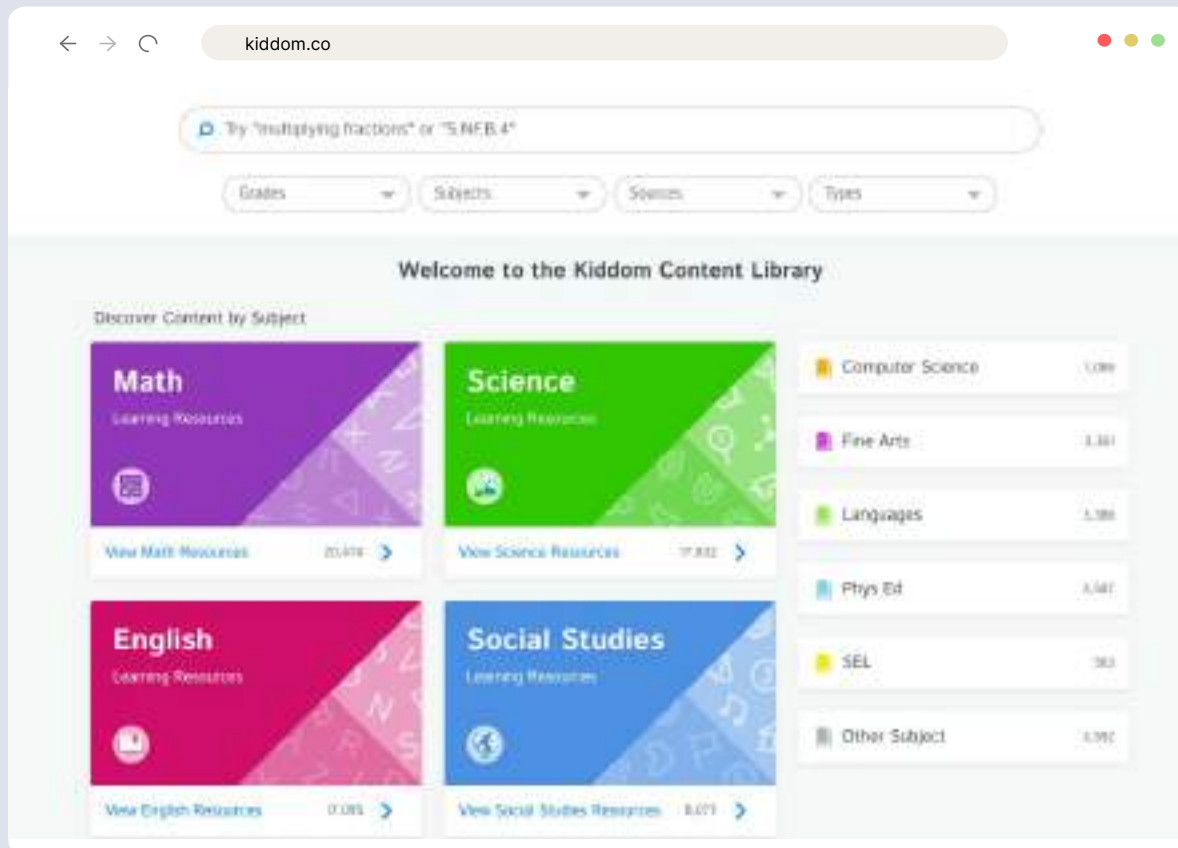 kiddom.co
Try "multiplying fractions" or "5.NF.B.4"
Grades
Subjects
Sources
Types
Welcome to the Kiddom Content Library
Discover Content by Subject
Math
Learning Resources
View Math Resources
Science
Learning Resources
View Science Resources
English
Learning Resources
View English Resources
Social Studies
Learning Resources
View Social Studies Resources
Computer Science
Fine Arts
Languages
Phys Ed
SEL
Other Subject